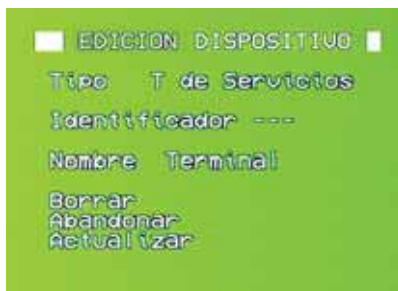 EDICION DISPOSITIVO
Tipo T de Servicios
Identificador ---
Nombre Terminal
Borrar
Abandonar
Actualizar